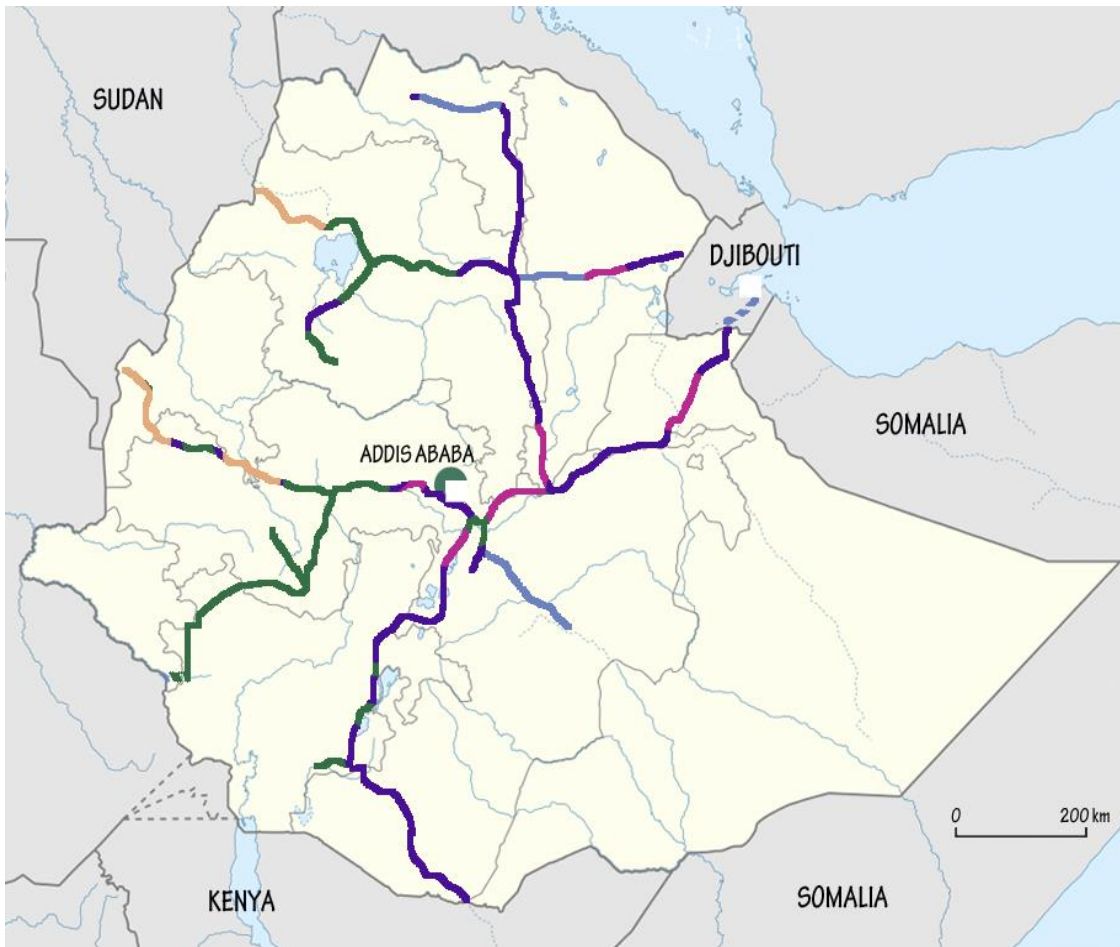 SUDAN
DJIBOUTI
SOMALIA
ADDIS ABABA
0 200 km
KENYA
SOMALIA